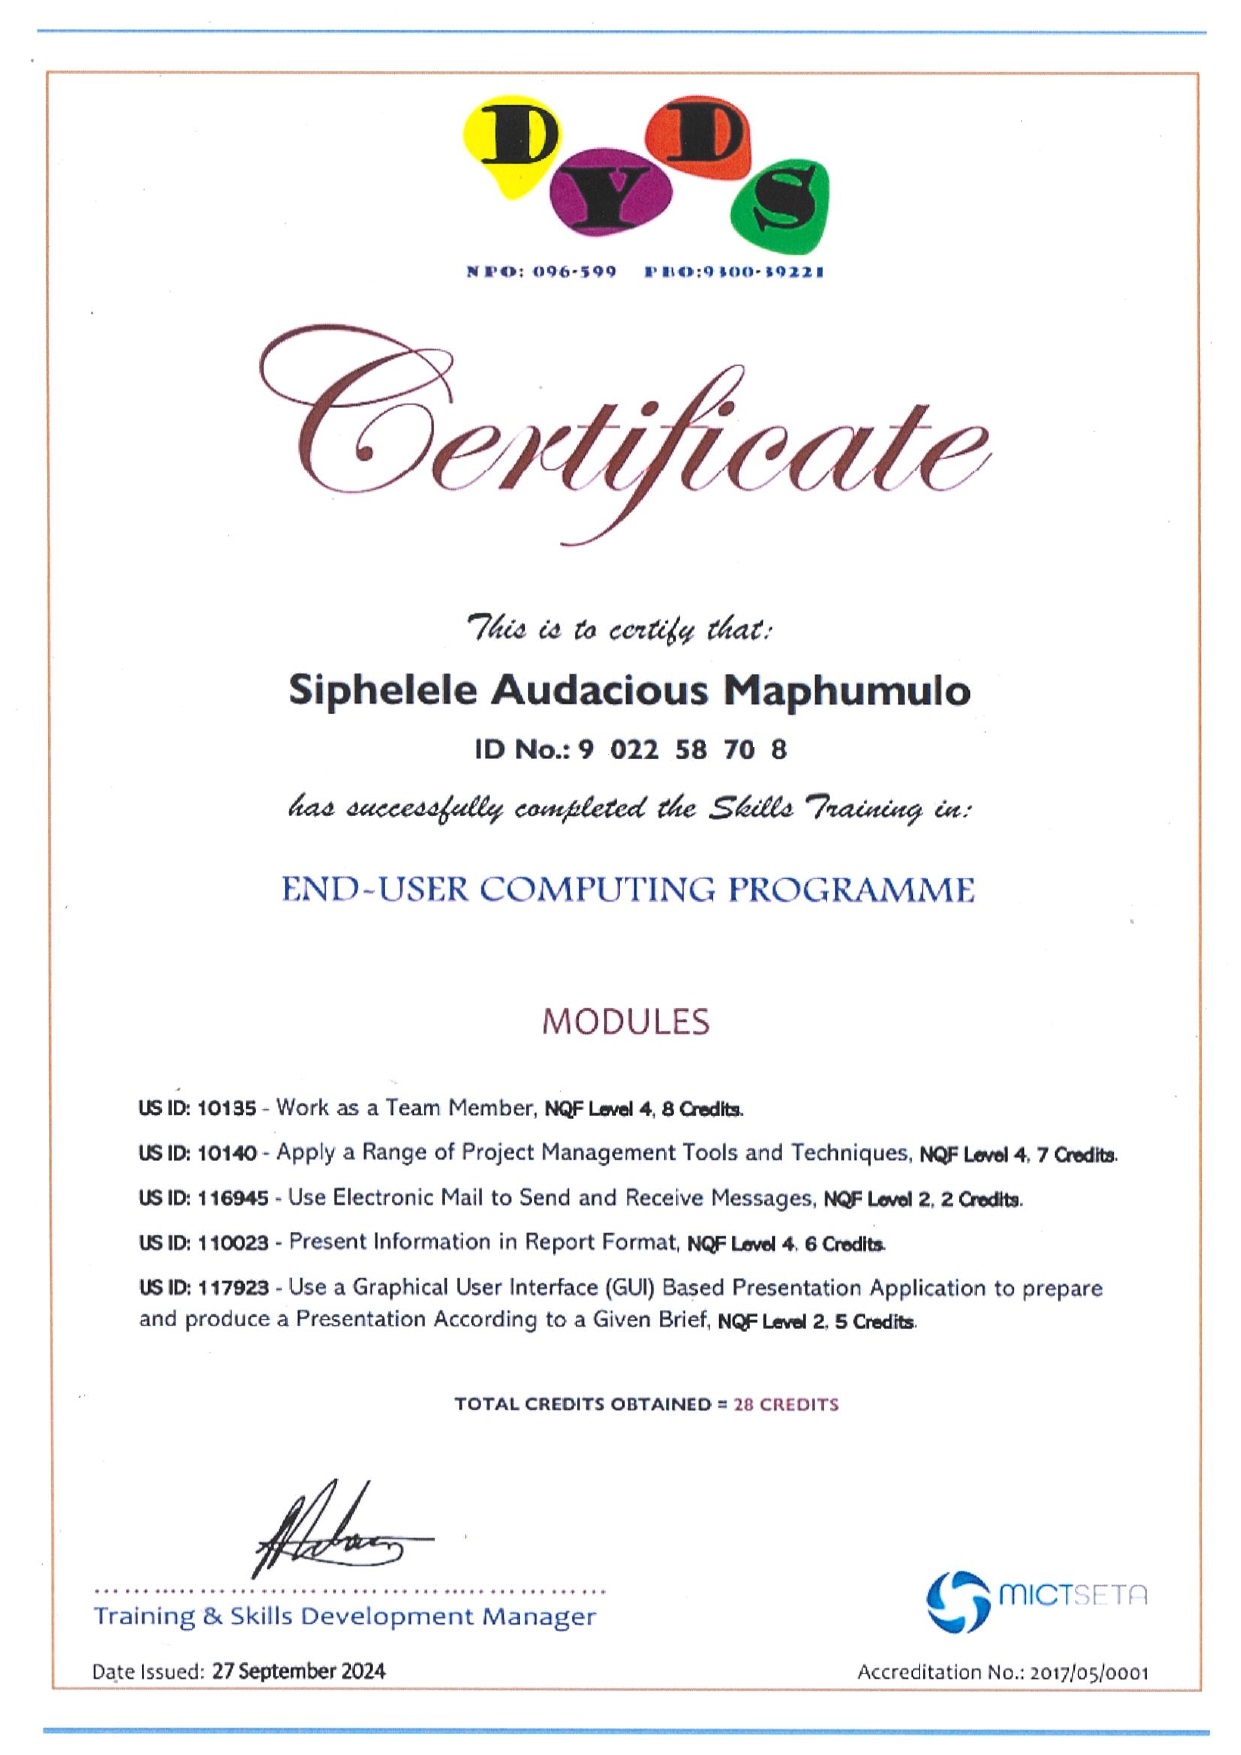 D Y D S
NPO: 096-599 PBO:9300-39221
Certificate
This is to certify that:
Siphelele Audacious Maphumulo
ID No.: 9 022 58 70 8
has successfully completed the Skills Training in:
END-USER COMPUTING PROGRAMME
MODULES
US ID: 10135 - Work as a Team Member, NQF Level 4, 8 Credits.
US ID: 10140 - Apply a Range of Project Management Tools and Techniques, NQF Level 4, 7 Credits.
US ID: 116945 - Use Electronic Mail to Send and Receive Messages, NQF Level 2, 2 Credits.
US ID: 110023 - Present Information in Report Format, NQF Level 4, 6 Credits.
US ID: 117923 - Use a Graphical User Interface (GUI) Based Presentation Application to prepare
and produce a Presentation According to a Given Brief, NQF Level 2, 5 Credits.
TOTAL CREDITS OBTAINED = 28 CREDITS
Training & Skills Development Manager
MICTSETA
Date Issued: 27 September 2024
Accreditation No.: 2017/05/0001